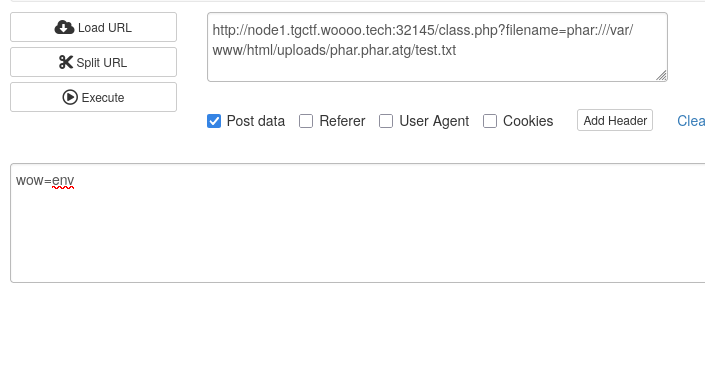 Load URL
http://node1.tgctf.woooo.tech:32145/class.php?filename=phar:///var/
www/html/uploads/phar.phar.atg/test.txt
Split URL
Execute
Post data Referer User Agent Cookies Add Header Clea
wow=env